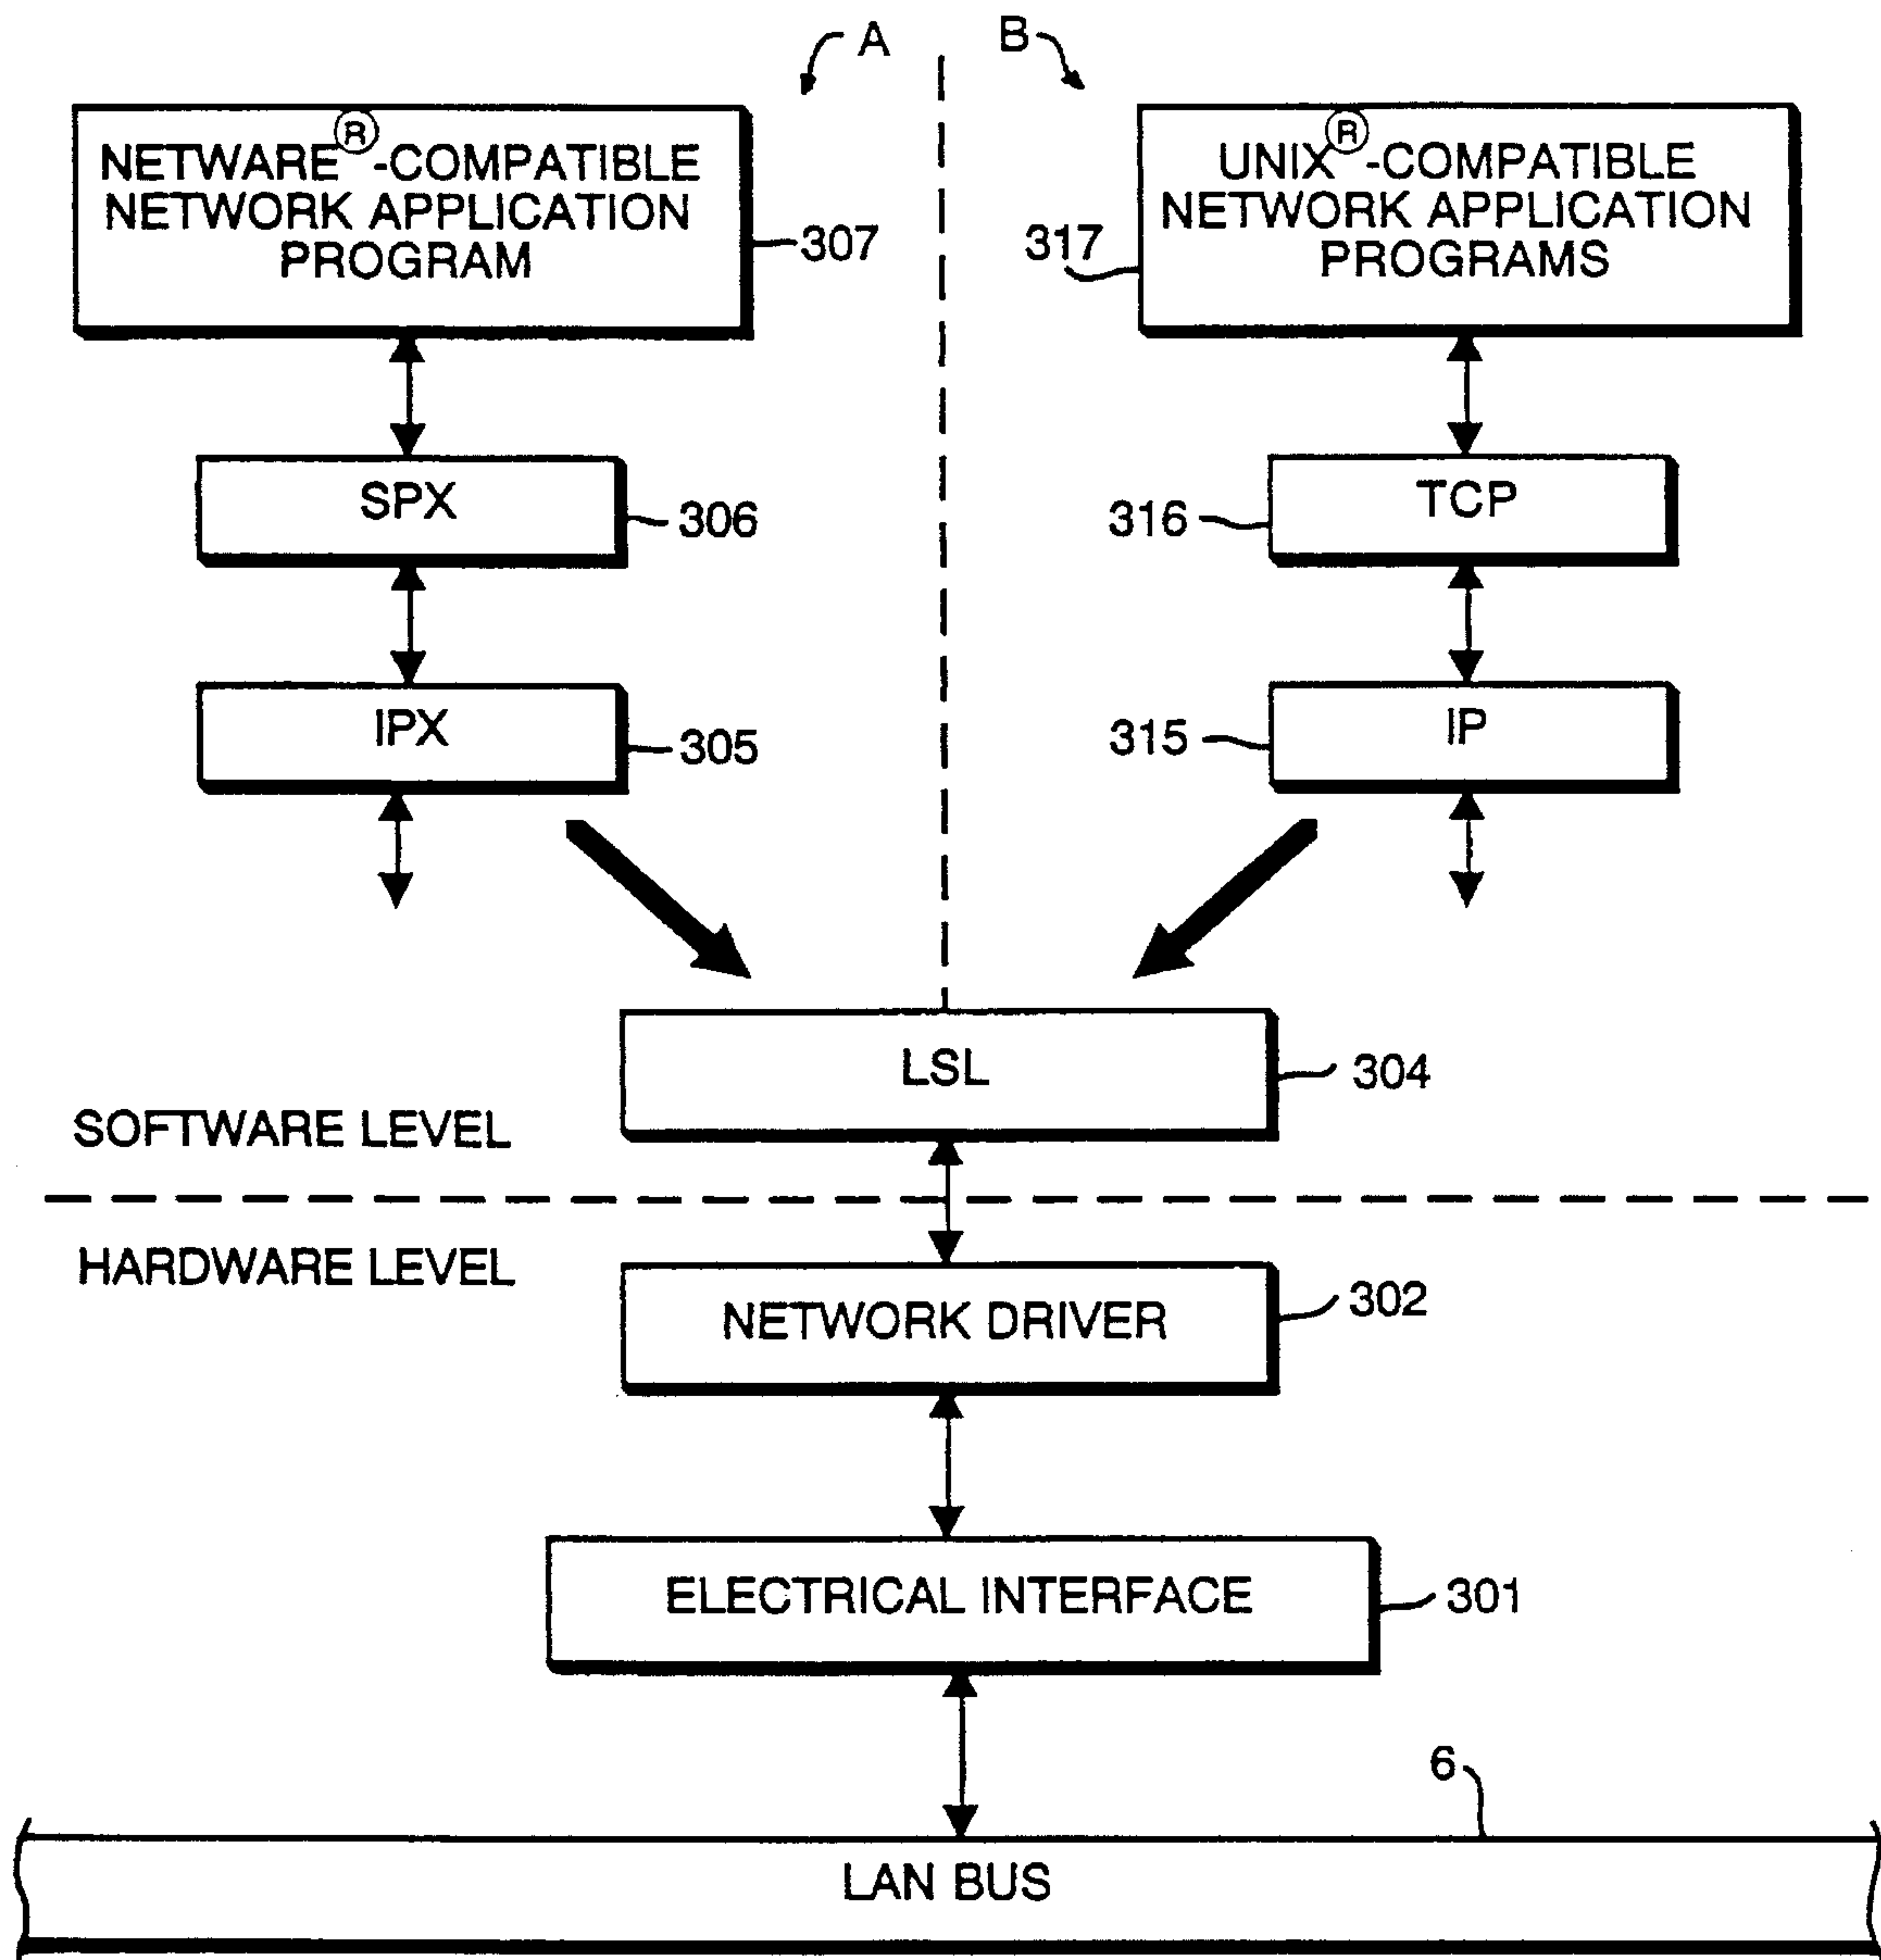 A
B
NETWARE®-COMPATIBLE
NETWORK APPLICATION
PROGRAM
307
317
UNIX®-COMPATIBLE
NETWORK APPLICATION
PROGRAMS
SPX
306
316
TCP
IPX
305
315
IP
LSL
304
SOFTWARE LEVEL
HARDWARE LEVEL
NETWORK DRIVER
302
ELECTRICAL INTERFACE
301
6
LAN BUS